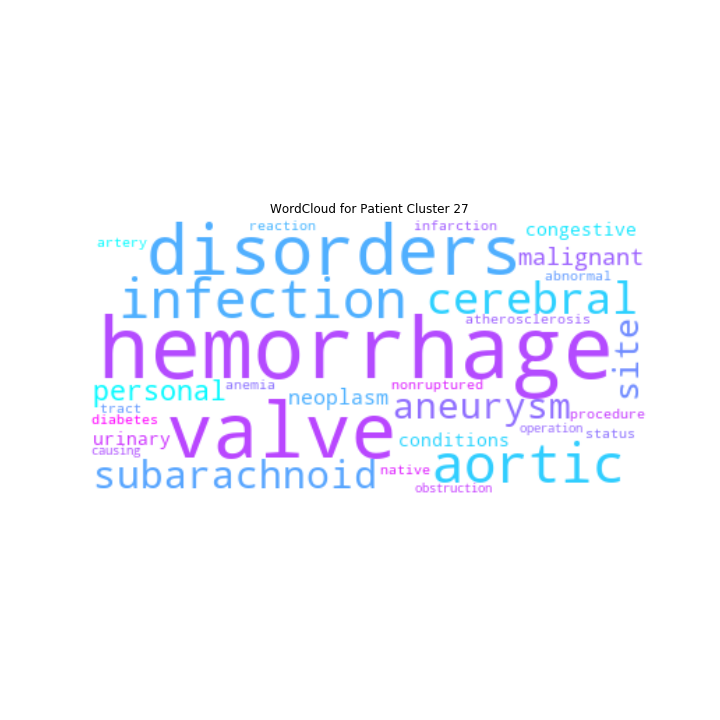 WordCloud for Patient Cluster 27
reaction
infarction
congestive
artery
disorders
malignant
abnormal
infection
cerebral
atherosclerosis
site
hemorrhage
personal
anemia
nonruptured
neoplasm
aneurysm
tract
procedure
diabetes
valve
operation
status
urinary
conditions
causing
subarachnoid
native
aortic
obstruction